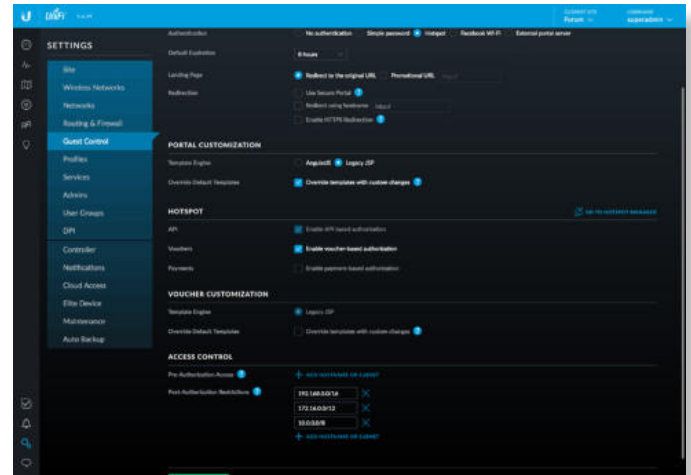 UniFi
CURRENT SITE
Forum
USERNAME
superadmin
SETTINGS
Site
Wireless Networks
Networks
Routing & Firewall
Guest Control
Profiles
Services
Admins
User Groups
DPI
Controller
Notifications
Cloud Access
Elite Device
Maintenance
Auto Backup
Authentication
No authentication
Simple password
Hotspot
Facebook Wi-Fi
External portal server
Default Expiration
8 hours
Landing Page
Redirect to the original URL
Promotional URL
Redirection
Use Secure Portal
Redirect using hostname
Enable HTTPS Redirection
PORTAL CUSTOMIZATION
Template Engine
AngularJS
Legacy JSP
Override Default Templates
Override templates with custom changes
HOTSPOT
GO TO HOTSPOT MANAGER
API
Enable API-based authorization
Vouchers
Enable voucher-based authorization
Payments
Enable payment-based authorization
VOUCHER CUSTOMIZATION
Template Engine
Legacy JSP
Override Default Templates
Override templates with custom changes
ACCESS CONTROL
Pre-Authorization Access
ADD HOSTNAME OR SUBNET
Post-Authorization Restrictions
192.168.0.0/16
172.16.0.0/12
10.0.0.0/8
ADD HOSTNAME OR SUBNET